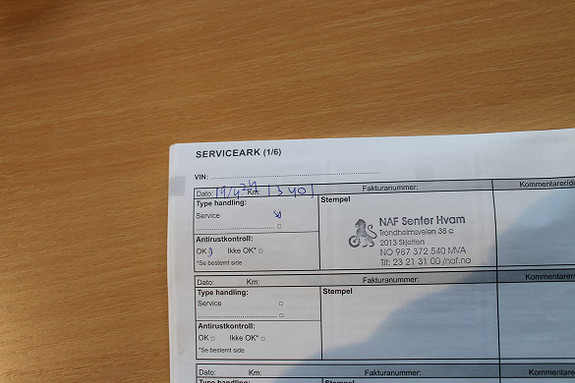 SERVICEARK (1/6)
VIN:
Dato: Km: Fakturanummer: Kommentarer/
Type handling: Stempel
Service
Antirustkontroll:
OK Ikke OK*
*Se bestemt side
NAF Senter Hvam
Trondheimsveien 38 c
2013 Skjetten
NO 987 372 540 MVA
Tlf: 23 21 31 00 /naf.no
Dato: Km: Fakturanummer: Kommentarer/
Type handling: Stempel
Service
Antirustkontroll:
OK Ikke OK*
*Se bestemt side
Dato: Km: Fakturanummer: Kommentarer/
Type handling: Stempel